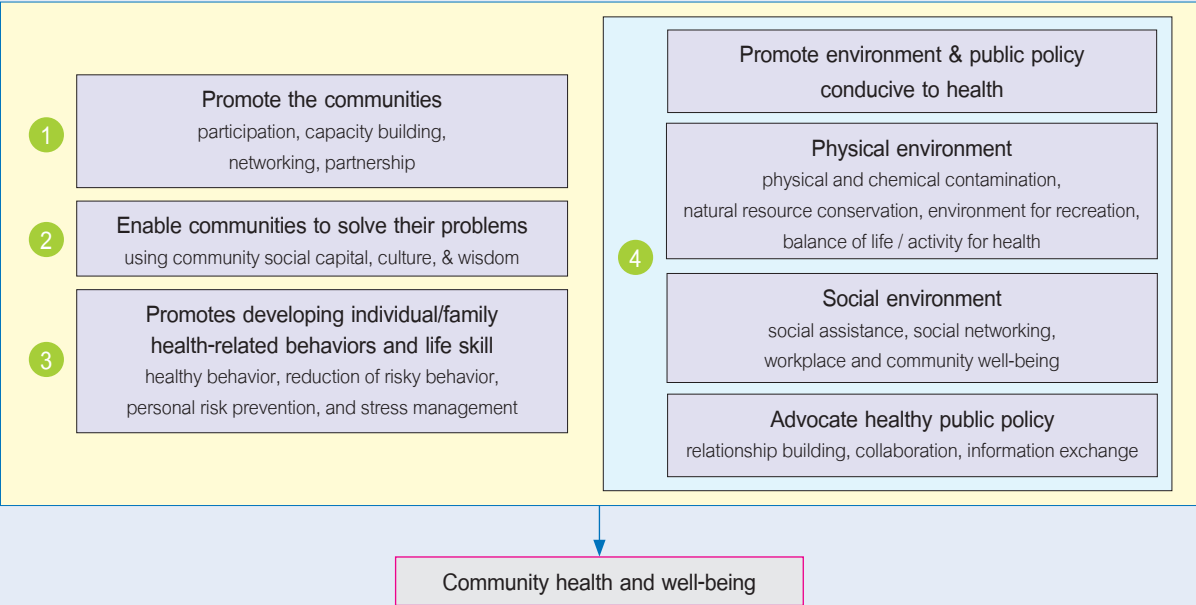 1
Promote the communities
participation, capacity building,
networking, partnership
2
Enable communities to solve their problems
using community social capital, culture, & wisdom
3
Promotes developing individual/family
health-related behaviors and life skill
healthy behavior, reduction of risky behavior,
personal risk prevention, and stress management
4
Promote environment & public policy
conducive to health
Physical environment
physical and chemical contamination,
natural resource conservation, environment for recreation,
balance of life / activity for health
Social environment
social assistance, social networking,
workplace and community well-being
Advocate healthy public policy
relationship building, collaboration, information exchange
Community health and well-being